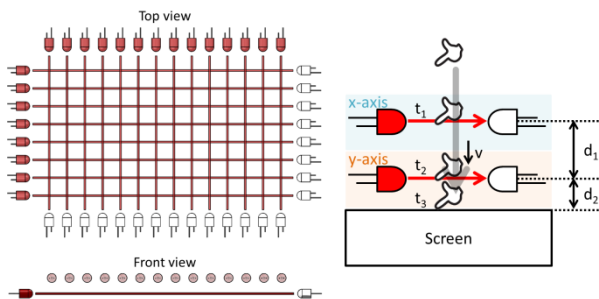 Top view
Front view
x-axis
t1
d1
v
y-axis
t2
t3
d2
Screen